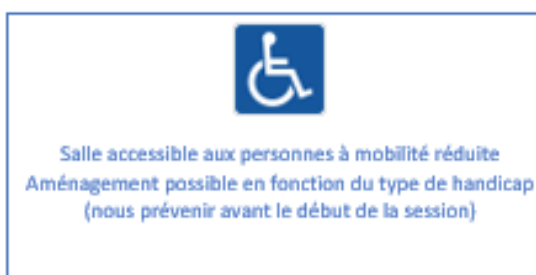 Salle accessible aux personnes à mobilité réduite
Aménagement possible en fonction du type de handicap
(nous prévenir avant le début de la session)